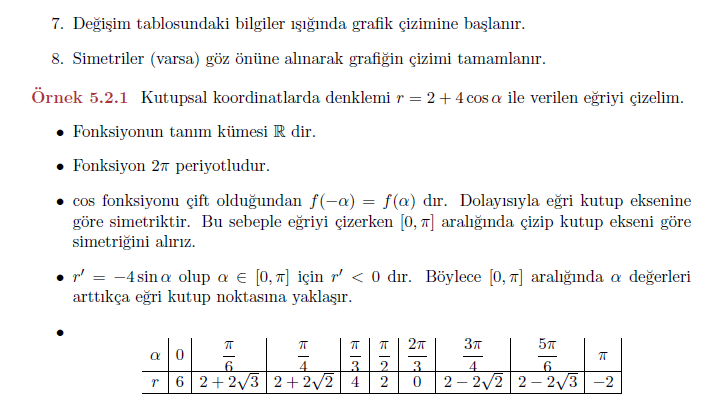 7. Değişim tablosundaki bilgiler ışığında grafik çizimine başlanır.
8. Simetriler (varsa) göz önüne alınarak grafiğin çizimi tamamlanır.
Örnek 5.2.1 Kutupsal koordinatlarda denklemi r = 2 + 4 cos α ile verilen eğriyi çizelim.
• Fonksiyonun tanım kümesi ℝ dir.
• Fonksiyon 2π periyotludur.
• cos fonksiyonu çift olduğundan f(−α) = f(α) dır. Dolayısıyla eğri kutup eksenine
göre simetriktir. Bu sebeple eğriyi çizerken [0, π] aralığında çizip kutup ekseni göre
simetriğini alırız.
• r′ = −4 sin α olup α ∈ [0, π] için r′ < 0 dır. Böylece [0, π] aralığında α değerleri
arttıkça eğri kutup noktasına yaklaşır.
•
α | 0 | π/6 | π/4 | π/3 | π/2 | 2π/3 | 3π/4 | 5π/6 | π
r | 6 | 2 + 2√3 | 2 + 2√2 | 4 | 2 | 0 | 2 − 2√2 | 2 − 2√3 | −2